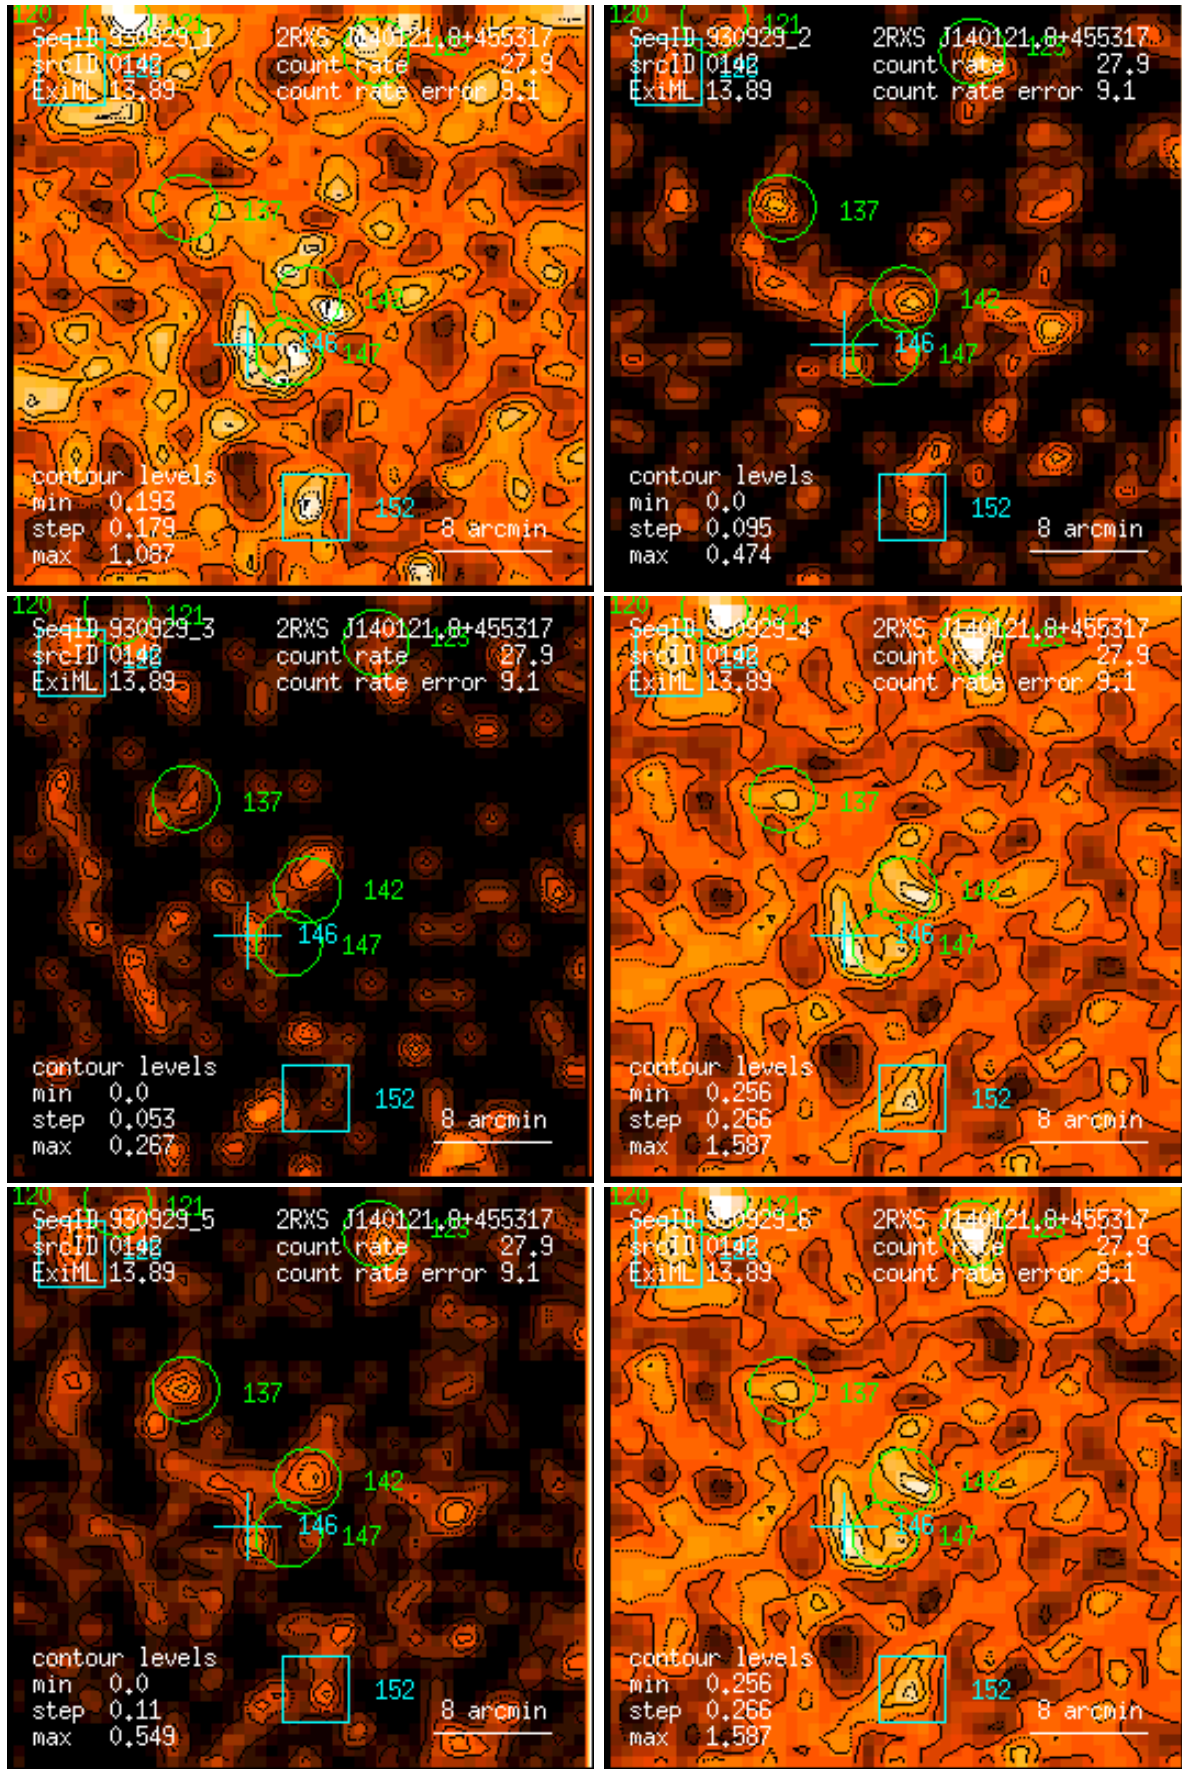 120 121
SeqID 930929_1 2RXS J140121.8+455317
srcID count rate 27.9
ExiML 13.89 count rate error 9.1
137
142
146 147
contour levels
min 0.193
step 0.179
max 1.087
152
8 arcmin
120
SeqID 930929_2 2RXS J140121.8+455317
srcID count rate 27.9
ExiML 13.89 count rate error 9.1
137
142
146 147
contour levels
min 0.0
step 0.095
max 0.474
152
8 arcmin
120 121
SeqID 930929_3 2RXS J140121.8+455317
srcID count rate 27.9
ExiML 13.89 count rate error 9.1
137
142
146 147
contour levels
min 0.0
step 0.053
max 0.267
152
8 arcmin
120
SeqID 930929_4 2RXS J140121.8+455317
srcID count rate 27.9
ExiML 13.89 count rate error 9.1
137
142
146 147
contour levels
min 0.256
step 0.266
max 1.587
152
8 arcmin
120 121
SeqID 930929_5 2RXS J140121.8+455317
srcID count rate 27.9
ExiML 13.89 count rate error 9.1
137
142
146 147
contour levels
min 0.0
step 0.11
max 0.549
152
8 arcmin
120
SeqID 930929_6 2RXS J140121.8+455317
srcID count rate 27.9
ExiML 13.89 count rate error 9.1
137
142
146 147
contour levels
min 0.256
step 0.266
max 1.587
152
8 arcmin